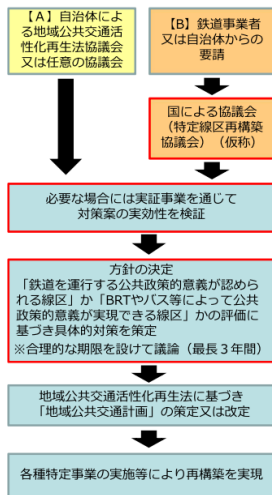 【A】自治体によ
る地域公共交通活
性化再生法協議会
又は任意の協議会
【B】鉄道事業者
又は自治体からの
要請
国による協議会
（特定線区再構築
協議会）（仮称）
必要な場合には実証事業を通じて
対策案の実効性を検証
方針の決定
「鉄道を運行する公共政策的意義が認めら
れる線区」か「BRTやバス等によって公共
政策的意義が実現できる線区」かの評価に
基づき具体的対策を策定
※合理的な期限を設けて議論（最長３年間）
地域公共交通活性化再生法に基づき
「地域公共交通計画」の策定又は改定
各種特定事業の実施等により再構築を実現